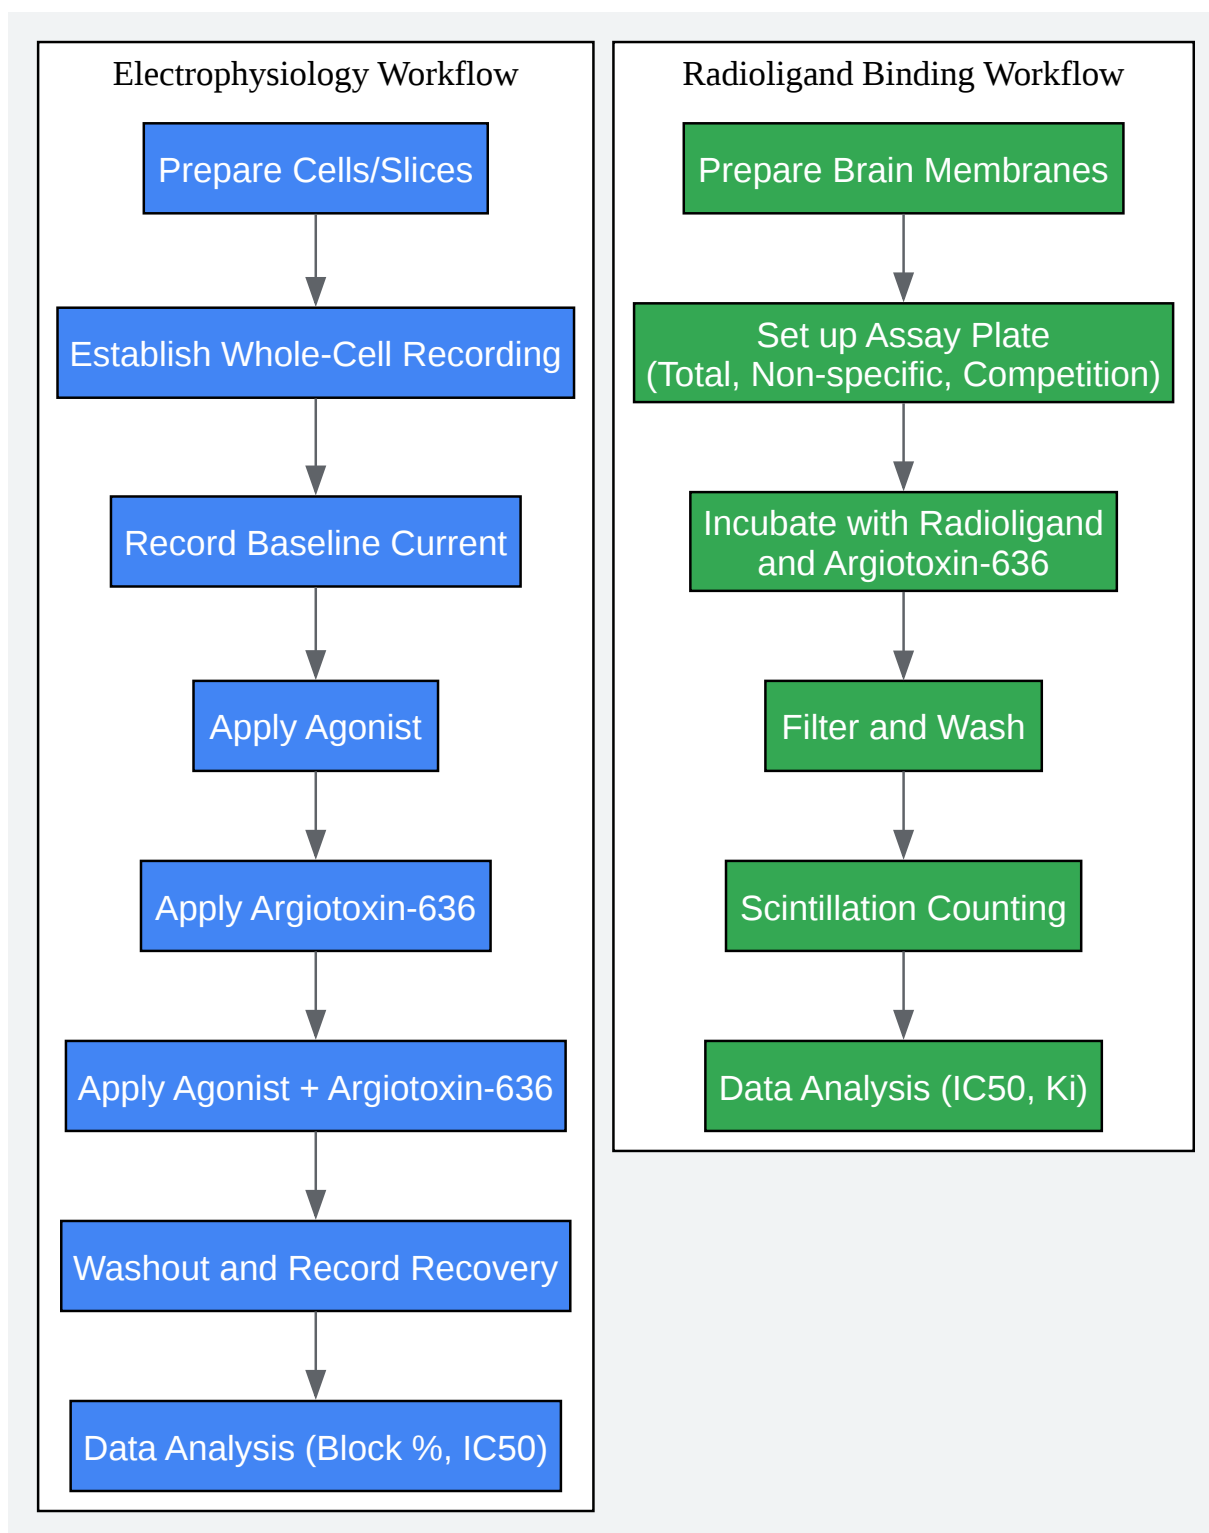 Electrophysiology Workflow
Prepare Cells/Slices
Establish Whole-Cell Recording
Record Baseline Current
Apply Agonist
Apply Argiotoxin-636
Apply Agonist + Argiotoxin-636
Washout and Record Recovery
Data Analysis (Block %, IC50)
Radioligand Binding Workflow
Prepare Brain Membranes
Set up Assay Plate
(Total, Non-specific, Competition)
Incubate with Radioligand
and Argiotoxin-636
Filter and Wash
Scintillation Counting
Data Analysis (IC50, Ki)